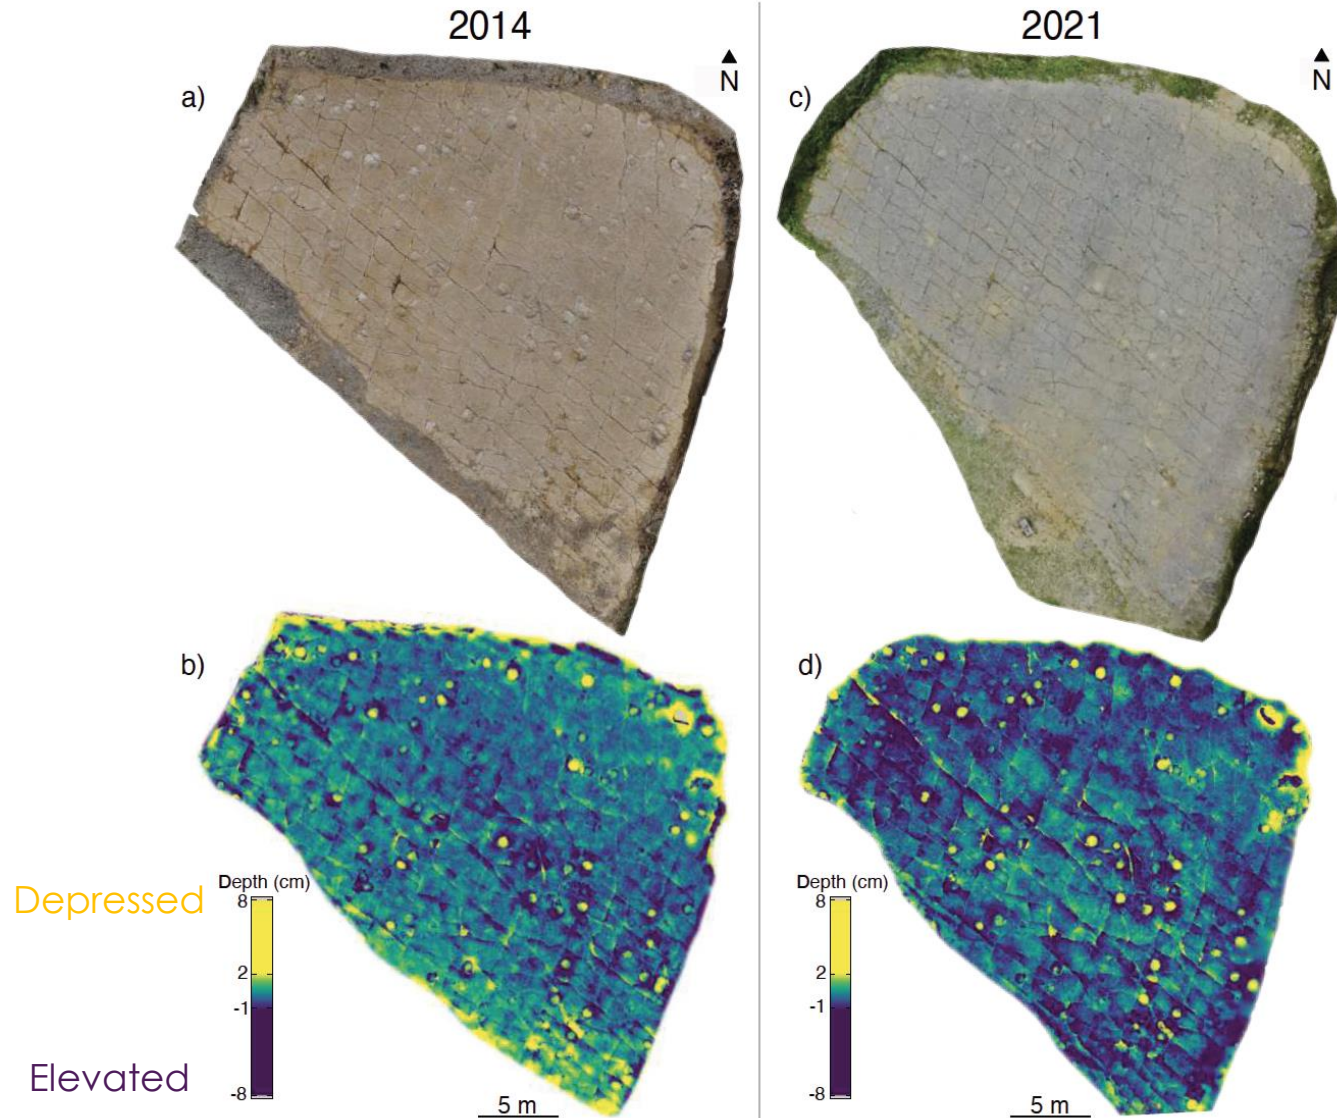 2014
2021
N
N
a)
c)
b)
d)
Depressed
Elevated
Depth (cm)
8
2
-1
-8
Depth (cm)
8
2
-1
-8
5 m
5 m